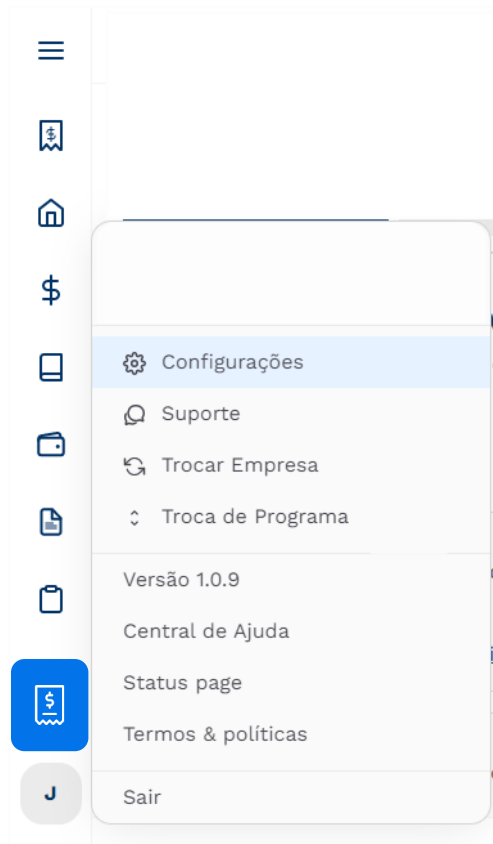 Configurações
Suporte
Trocar Empresa
Troca de Programa
Versão 1.0.9
Central de Ajuda
Status page
Termos & políticas
Sair
J